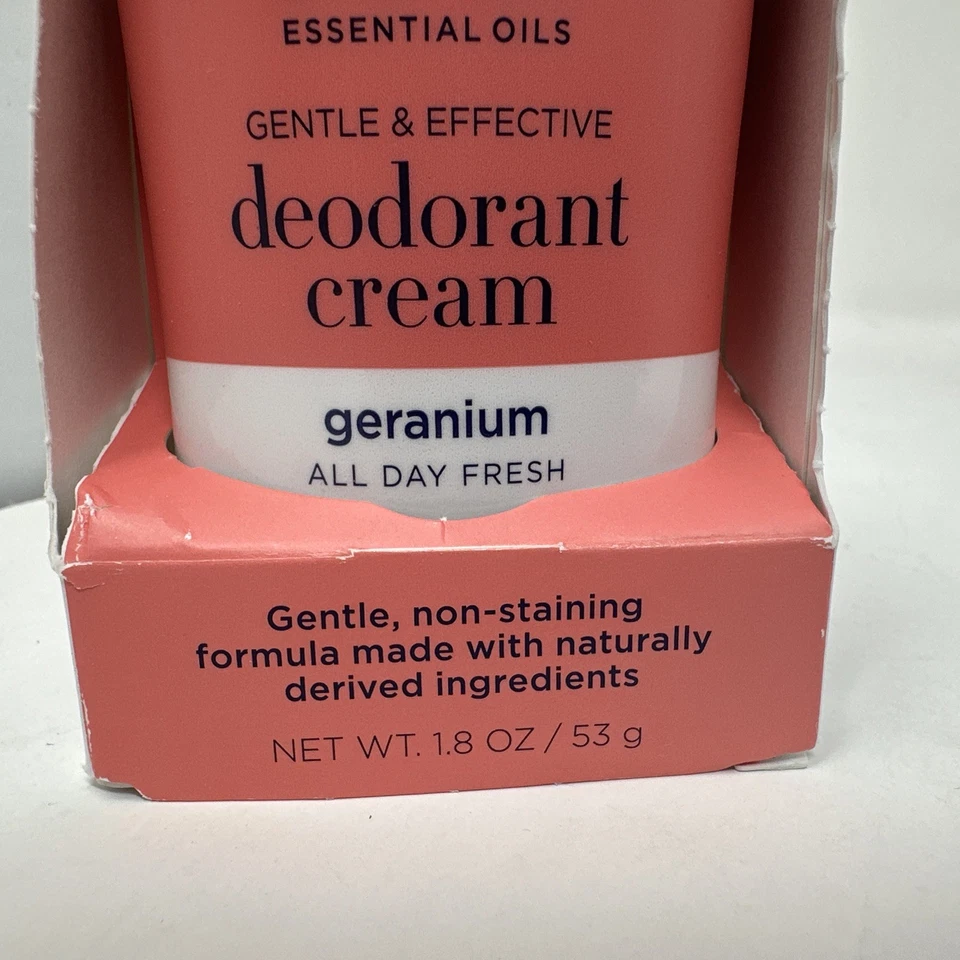 ESSENTIAL OILS
GENTLE & EFFECTIVE
deodorant
cream
geranium
ALL DAY FRESH
Gentle, non-staining
formula made with naturally
derived ingredients
NET WT. 1.8 OZ / 53 g